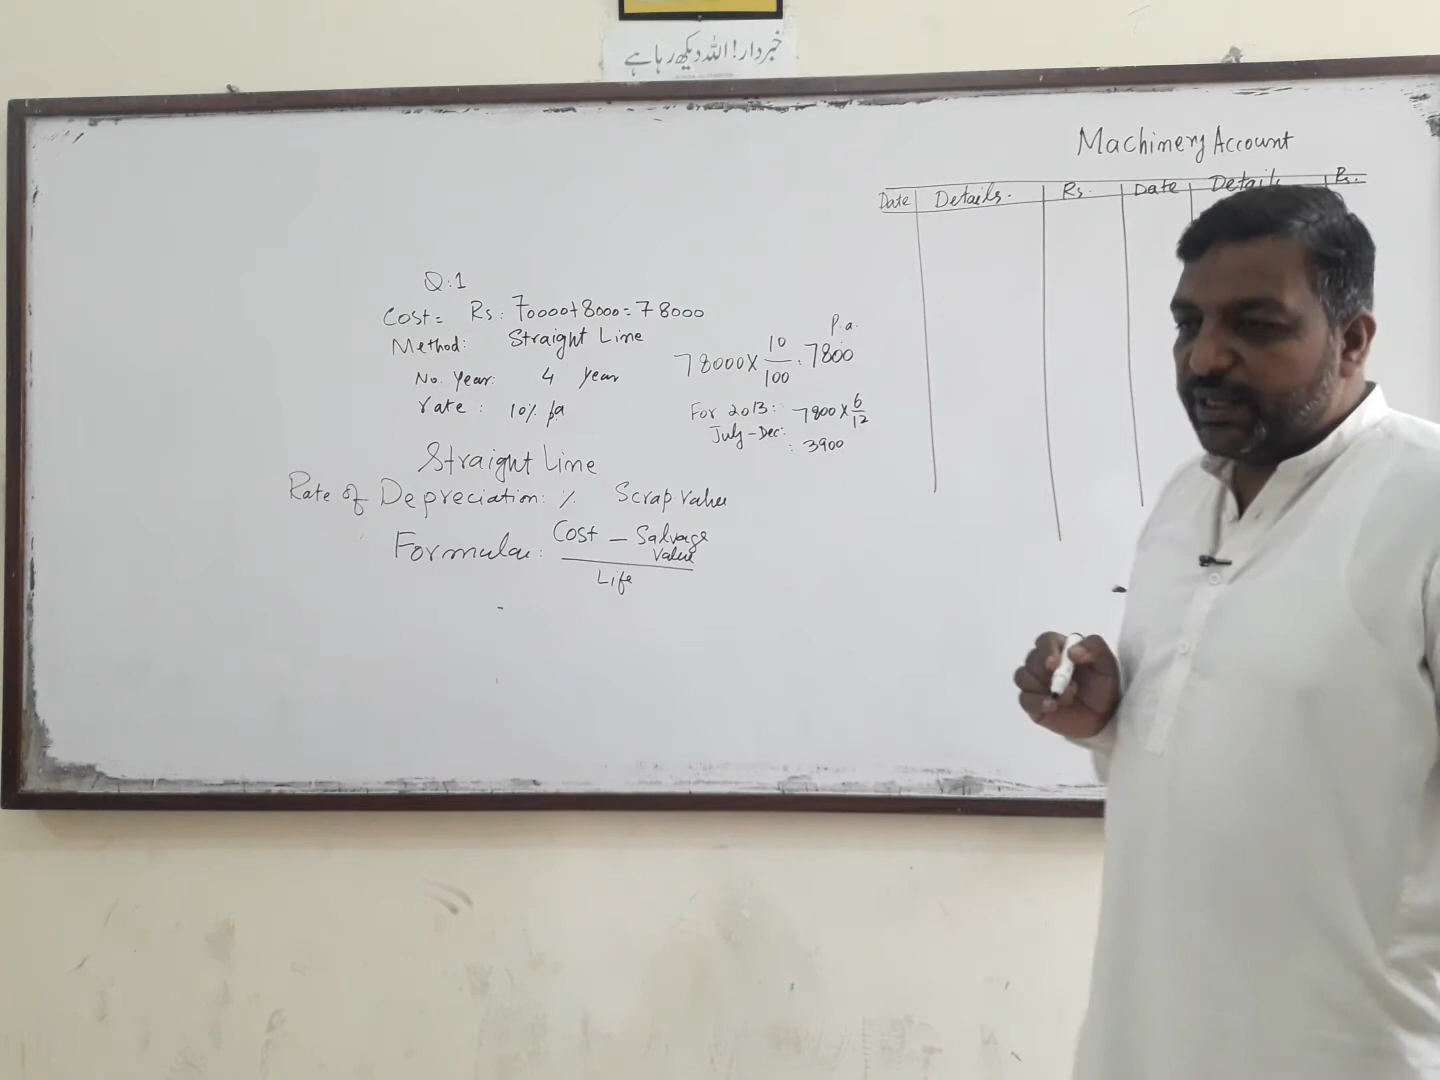 خبردار! اللہ دیکھ رہا ہے
Machinery Account
Date Details. Rs. Date Details Rs.
Q:1
Cost = Rs: 70000+8000=78000
Method: Straight Line
No. Year: 4 Year
rate: 10% pa
P.a.
78000 X 10/100 = 7800
For 2013: 7800 X 6/12
July-Dec: : 3900
Straight Line
Rate of Depreciation: % Scrap value
Formula: Cost – Salvage value
Life